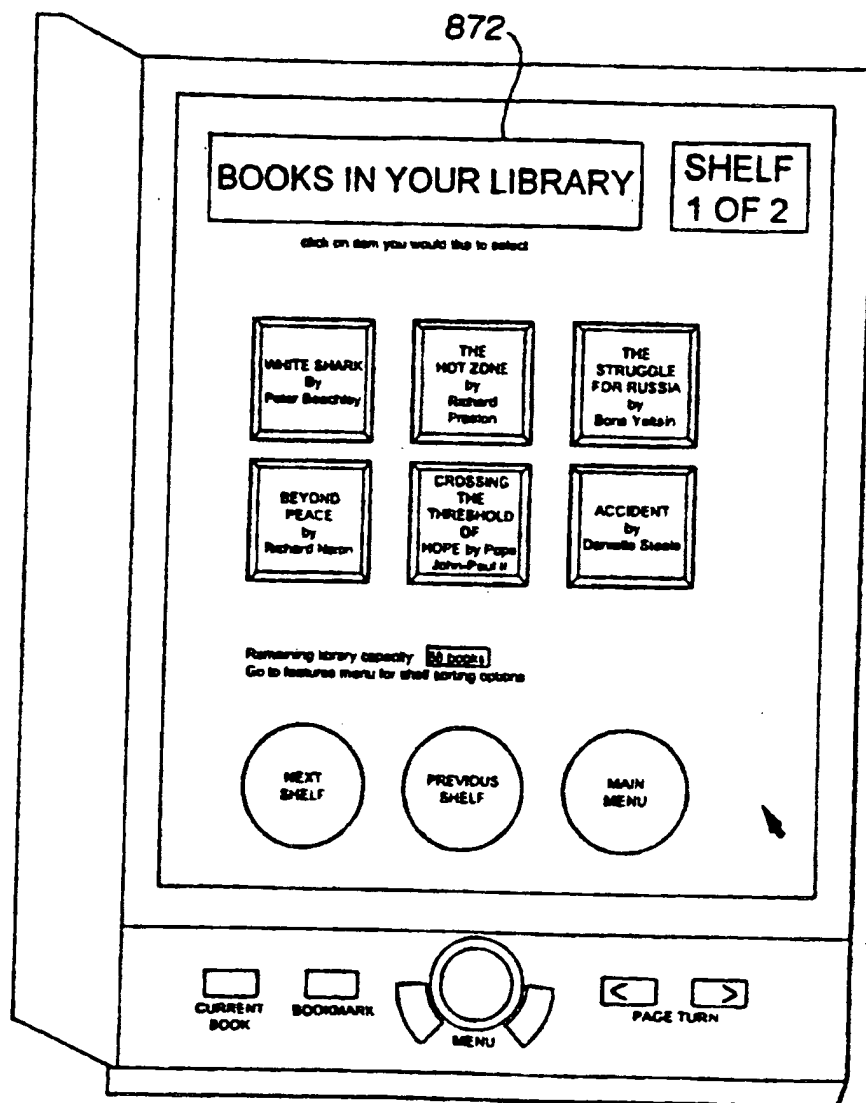 872
BOOKS IN YOUR LIBRARY
SHELF
1 OF 2
click on item you would like to select
WHITE SHARK
By
Peter Beechley
THE
HOT ZONE
by
Richard
Preston
THE
STRUGGLE
FOR RUSSIA
by
Boris Yeltsin
BEYOND
PEACE
by
Richard Nixon
CROSSING
THE
THRESHOLD
OF
HOPE by Pope
John-Paul II
ACCIDENT
by
Danielle Steele
Remaining library capacity books
Go to features menu for shelf sorting options
NEXT
SHELF
PREVIOUS
SHELF
MAIN
MENU
CURRENT
BOOK
BOOKMARK
MENU
< >
PAGE TURN